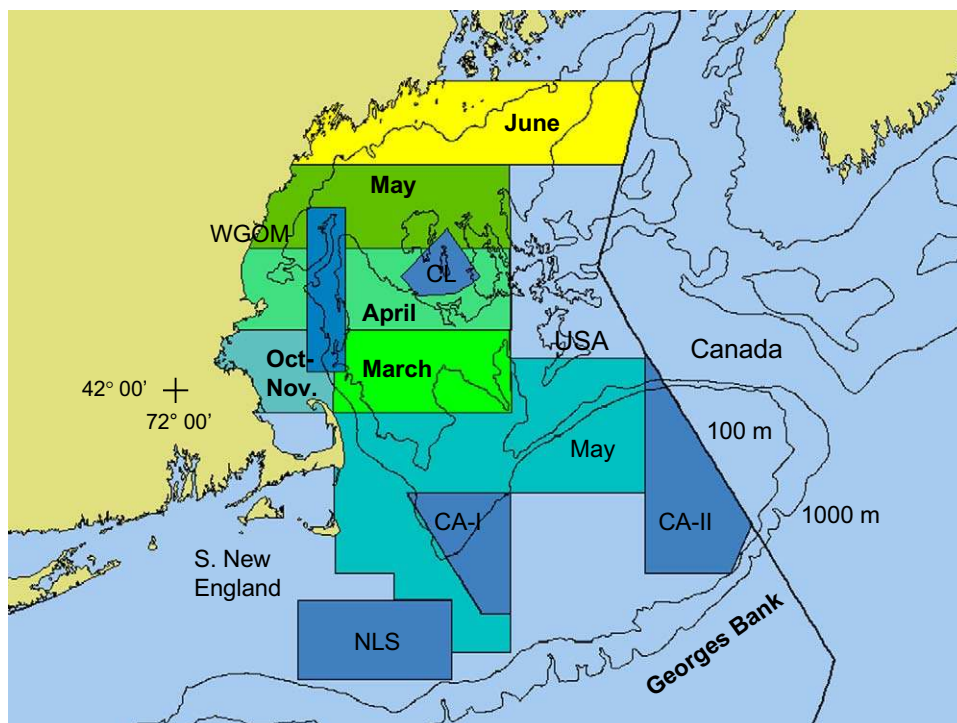 June
May
WGOM
CL
April
USA
Oct-
Nov.
March
Canada
42° 00’
72° 00’
May
100 m
CA-I
CA-II
1000 m
S. New
England
NLS
Georges Bank